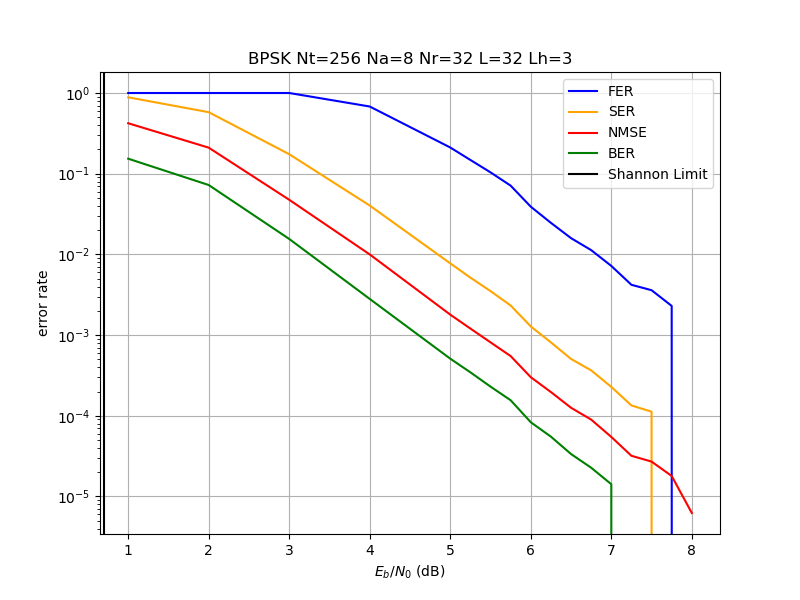 BPSK Nt=256 Na=8 Nr=32 L=32 Lh=3
FER
SER
NMSE
BER
Shannon Limit
error rate
10⁰
10⁻¹
10⁻²
10⁻³
10⁻⁴
10⁻⁵
1 2 3 4 5 6 7 8
E_b/N_0 (dB)